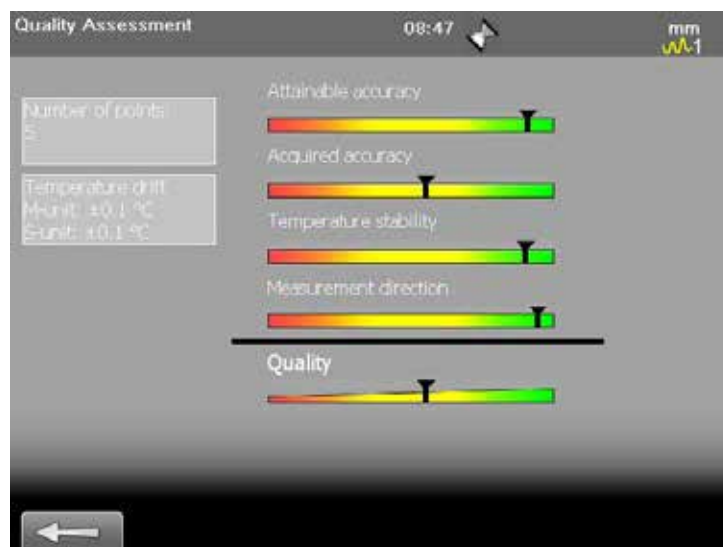 Quality Assessment
08:47
mm
1
Number of points:
5
Temperature drift
M-unit: ±0.1 °C
S-unit: ±0.1 °C
Attainable accuracy
Acquired accuracy
Temperature stability
Measurement direction
Quality